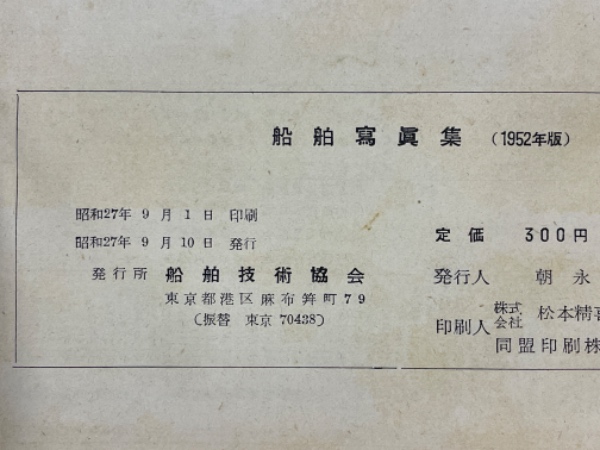 船舶寫眞集 (1952年版)
昭和27年 9 月 1 日 印刷
昭和27年 9 月 10 日 発行
発行所 船舶技術協会
東京都港区麻布笄町79
(振替 東京 70438)
定価 300円
発行人 朝永
印刷人 株式会社 松本精喜
同盟印刷株